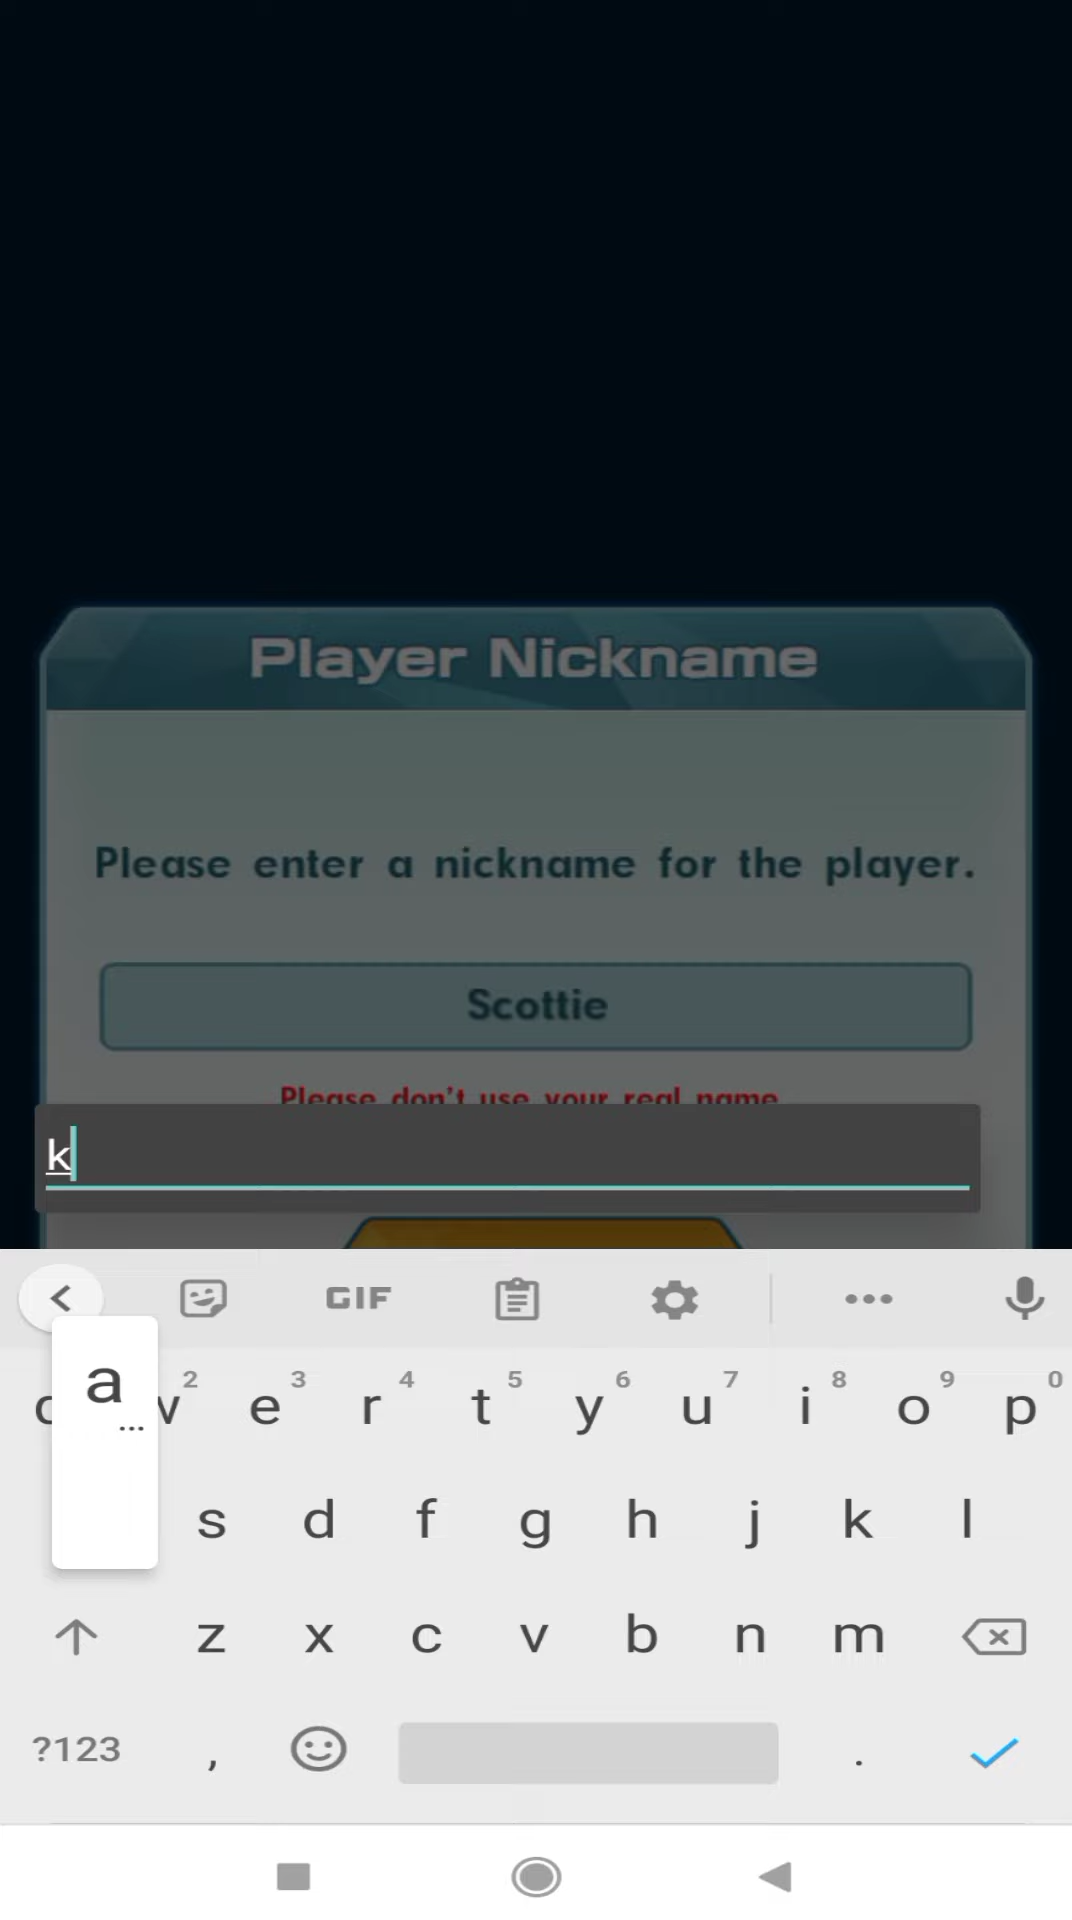 Player Nickname
Please enter a nickname for the player.
Scottie
Please don't use your real name
k
GIF
a
...
2 3 4 5 6 7 8 9 0
e r t y u i o p
s d f g h j k l
z x c v b n m
?123 , .